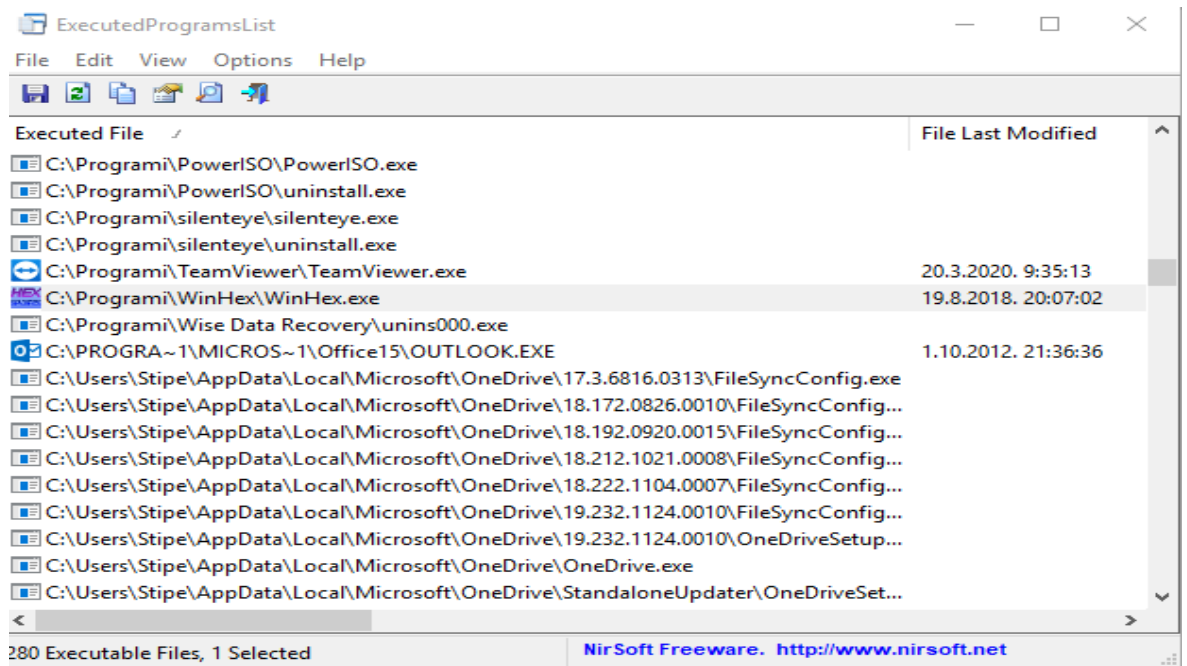 ExecutedProgramsList
File Edit View Options Help
Executed File File Last Modified
C:\Programi\PowerISO\PowerISO.exe
C:\Programi\PowerISO\uninstall.exe
C:\Programi\silenteye\silenteye.exe
C:\Programi\silenteye\uninstall.exe
C:\Programi\TeamViewer\TeamViewer.exe 20.3.2020. 9:35:13
HEX C:\Programi\WinHex\WinHex.exe 19.8.2018. 20:07:02
C:\Programi\Wise Data Recovery\unins000.exe
C:\PROGRA~1\MICROS~1\Office15\OUTLOOK.EXE 1.10.2012. 21:36:36
C:\Users\Stipe\AppData\Local\Microsoft\OneDrive\17.3.6816.0313\FileSyncConfig.exe
C:\Users\Stipe\AppData\Local\Microsoft\OneDrive\18.172.0826.0010\FileSyncConfig...
C:\Users\Stipe\AppData\Local\Microsoft\OneDrive\18.192.0920.0015\FileSyncConfig...
C:\Users\Stipe\AppData\Local\Microsoft\OneDrive\18.212.1021.0008\FileSyncConfig...
C:\Users\Stipe\AppData\Local\Microsoft\OneDrive\18.222.1104.0007\FileSyncConfig...
C:\Users\Stipe\AppData\Local\Microsoft\OneDrive\19.232.1124.0010\FileSyncConfig...
C:\Users\Stipe\AppData\Local\Microsoft\OneDrive\19.232.1124.0010\OneDriveSetup...
C:\Users\Stipe\AppData\Local\Microsoft\OneDrive\OneDrive.exe
C:\Users\Stipe\AppData\Local\Microsoft\OneDrive\StandaloneUpdater\OneDriveSet...
280 Executable Files, 1 Selected NirSoft Freeware. http://www.nirsoft.net